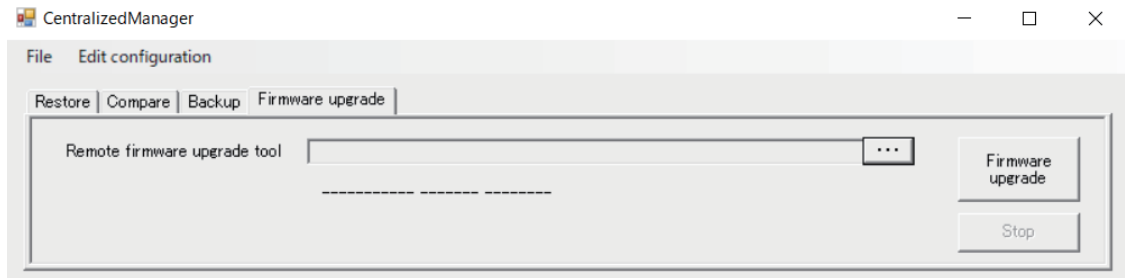 CentralizedManager
File Edit configuration
Restore Compare Backup Firmware upgrade
Remote firmware upgrade tool ...
Firmware
upgrade
----------- ------- --------
Stop